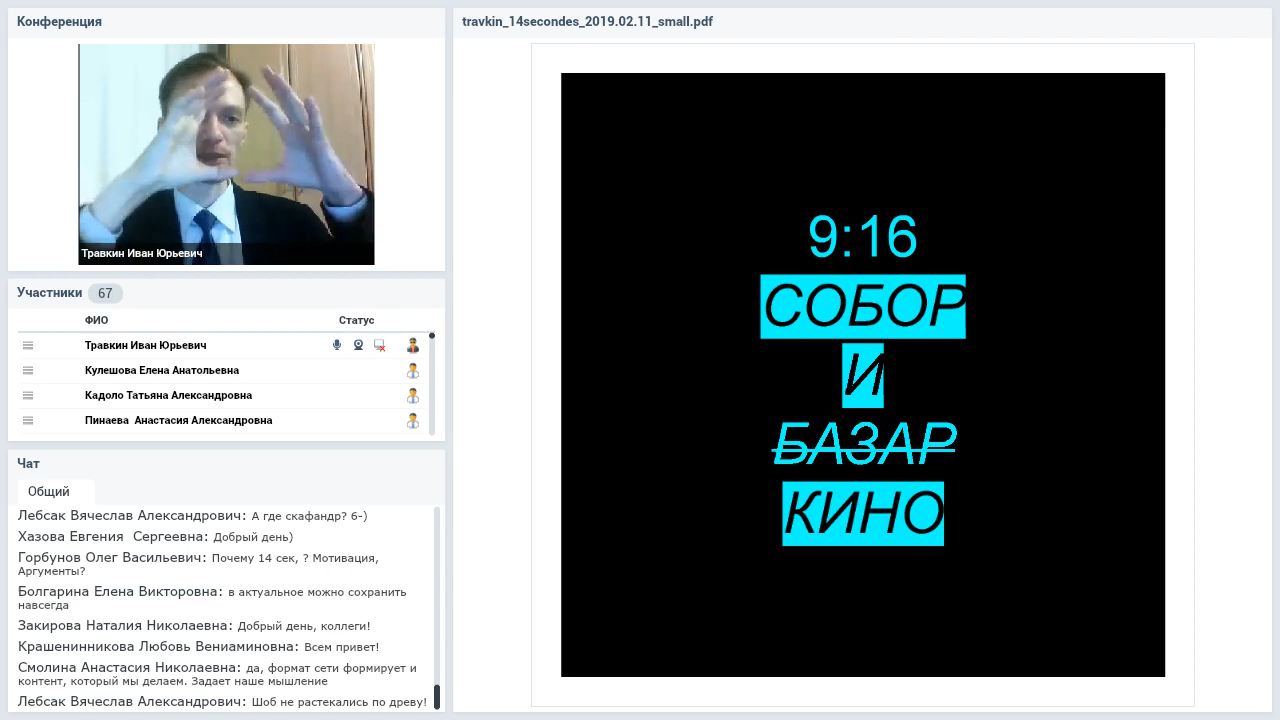 Конференция
Травкин Иван Юрьевич
Участники 67
ФИО Статус
Травкин Иван Юрьевич
Кулешова Елена Анатольевна
Кадоло Татьяна Александровна
Пинаева Анастасия Александровна
Чат
Общий
Лебсак Вячеслав Александрович: А где скафандр? 6-)
Хазова Евгения Сергеевна: Добрый день)
Горбунов Олег Васильевич: Почему 14 сек, ? Мотивация,
Аргументы?
Болгарина Елена Викторовна: в актуальное можно сохранить
навсегда
Закирова Наталия Николаевна: Добрый день, коллеги!
Крашенинникова Любовь Вениаминовна: Всем привет!
Смолина Анастасия Николаевна: да, формат сети формирует и
контент, который мы делаем. Задает наше мышление
Лебсак Вячеслав Александрович: Шоб не растекались по древу!
travkin_14secondes_2019.02.11_small.pdf
9:16
СОБОР
И
БАЗАР
КИНО